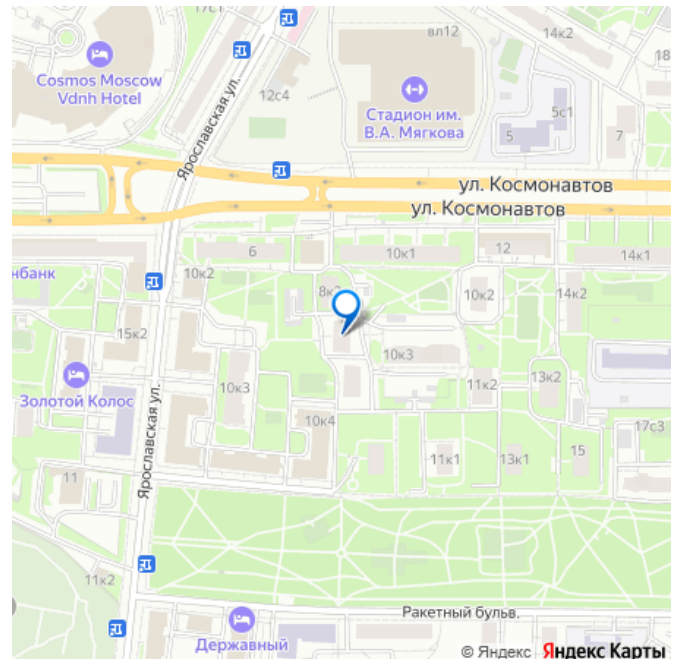 17с1
вл12
14к2
18
Cosmos Moscow
Vdnh Hotel
12с4
Стадион им.
В.А. Мягкова
5
5с1
7
Ярославская ул.
ул. Космонавтов
ул. Космонавтов
6
10к1
12
14к1
10к2
нбанк
10к2
14к2
15к2
10к3
Золотой Колос
10к3
11к2
13к2
10к4
17с3
Ярославская ул.
11
11к1
13к1
15
11к2
Ракетный бульв.
Державный
© Яндекс Яндекс Карты